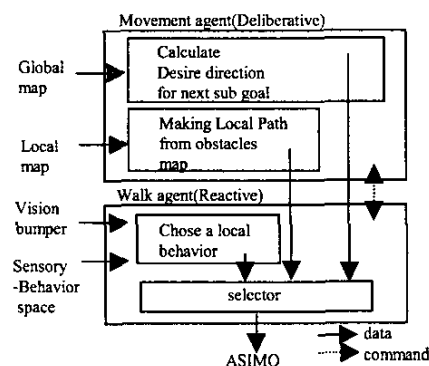 Movement agent(Deliberative)
Calculate
Desire direction
for next sub goal
Global
map
Making Local Path
from obstacles
map
Local
map
Walk agent(Reactive)
Vision
bumper
Chose a local
behavior
Sensory
-Behavior
space
selector
data
command
ASIMO